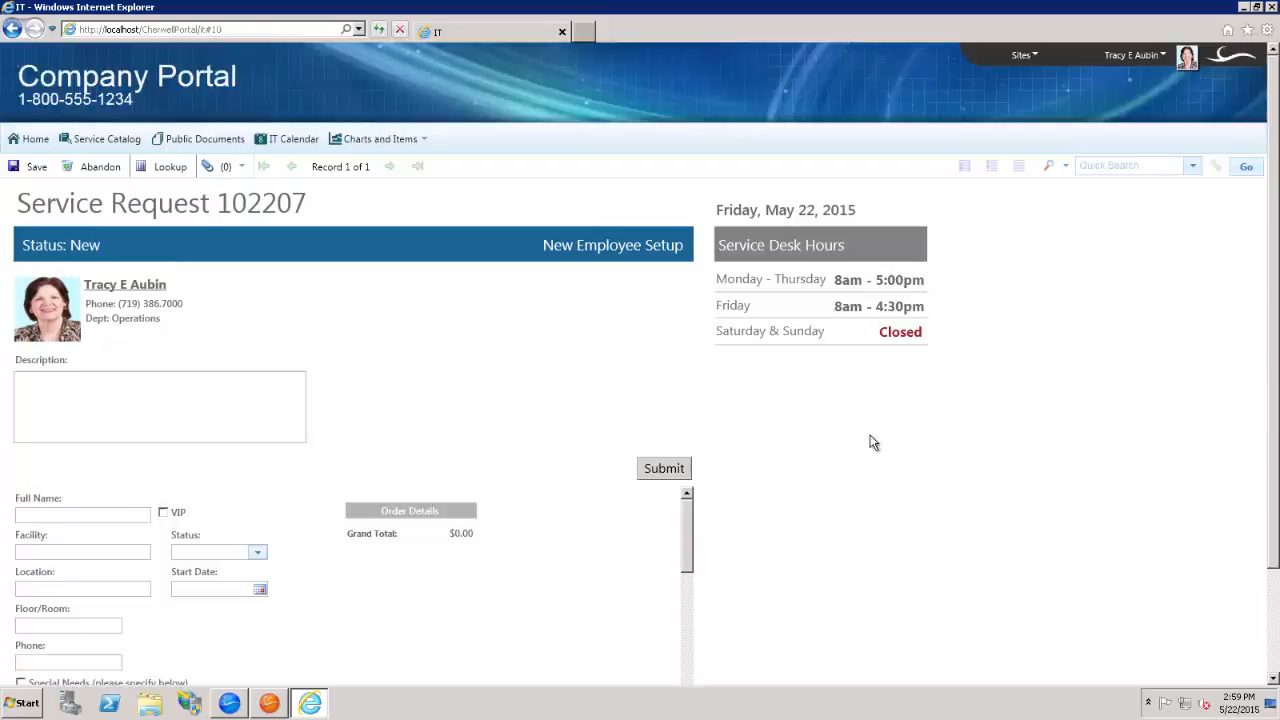 IT - Windows Internet Explorer
http://localhost/CherwellPortal/it#10
IT
Company Portal
1-800-555-1234
Sites
Tracy E Aubin
Home
Service Catalog
Public Documents
IT Calendar
Charts and Items
Save
Abandon
Lookup
(0)
Record 1 of 1
Quick Search
Go
Service Request 102207
Status: New
New Employee Setup
Tracy E Aubin
Phone: (719) 386.7000
Dept: Operations
Description:
Submit
Full Name:
VIP
Facility:
Status:
Location:
Start Date:
Floor/Room:
Phone:
Special Needs (please specify below)
Order Details
Grand Total: $0.00
Friday, May 22, 2015
Service Desk Hours
Monday - Thursday 8am - 5:00pm
Friday 8am - 4:30pm
Saturday & Sunday Closed
Start
2:59 PM
5/22/2015